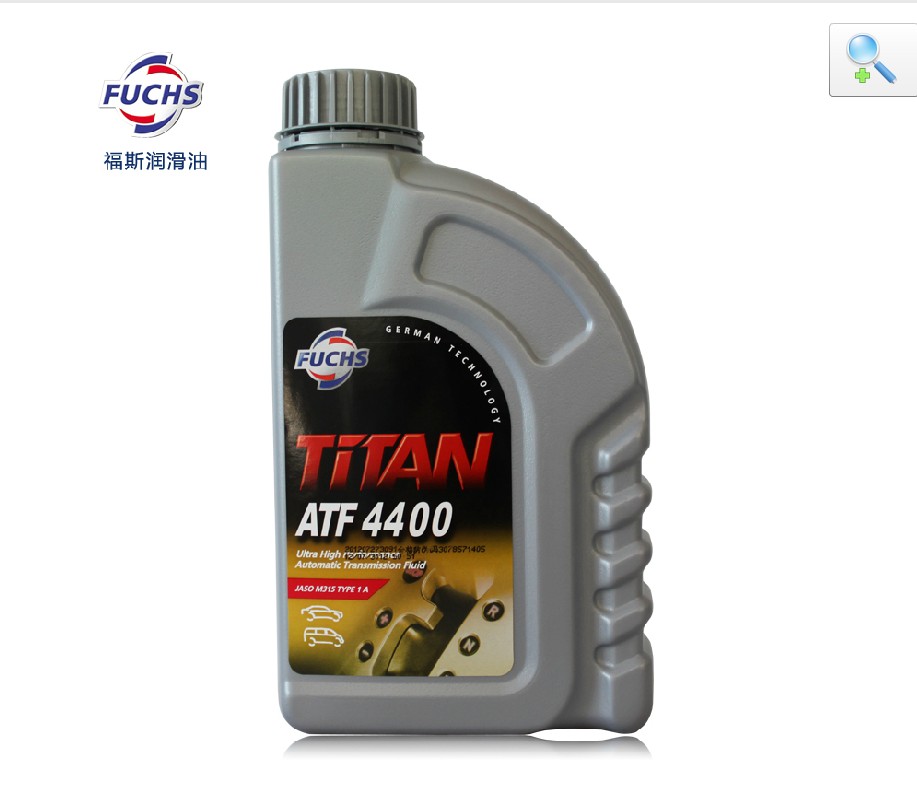 FUCHS
福斯润滑油
GERMAN TECHNOLOGY
FUCHS
TiTAN
ATF 4400
Ultra High
Automatic Transmission Fluid
JASO M315 TYPE 1 A
R
N
+
-